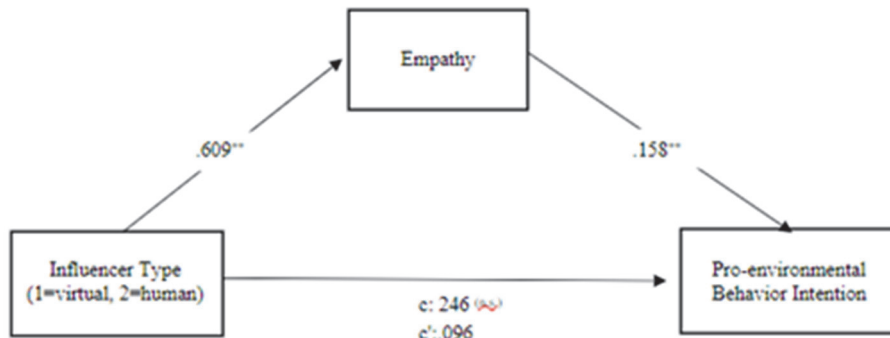 Empathy
.609**
.158**
Influencer Type
(1=virtual, 2=human)
Pro-environmental
Behavior Intention
c: 246
c':.096